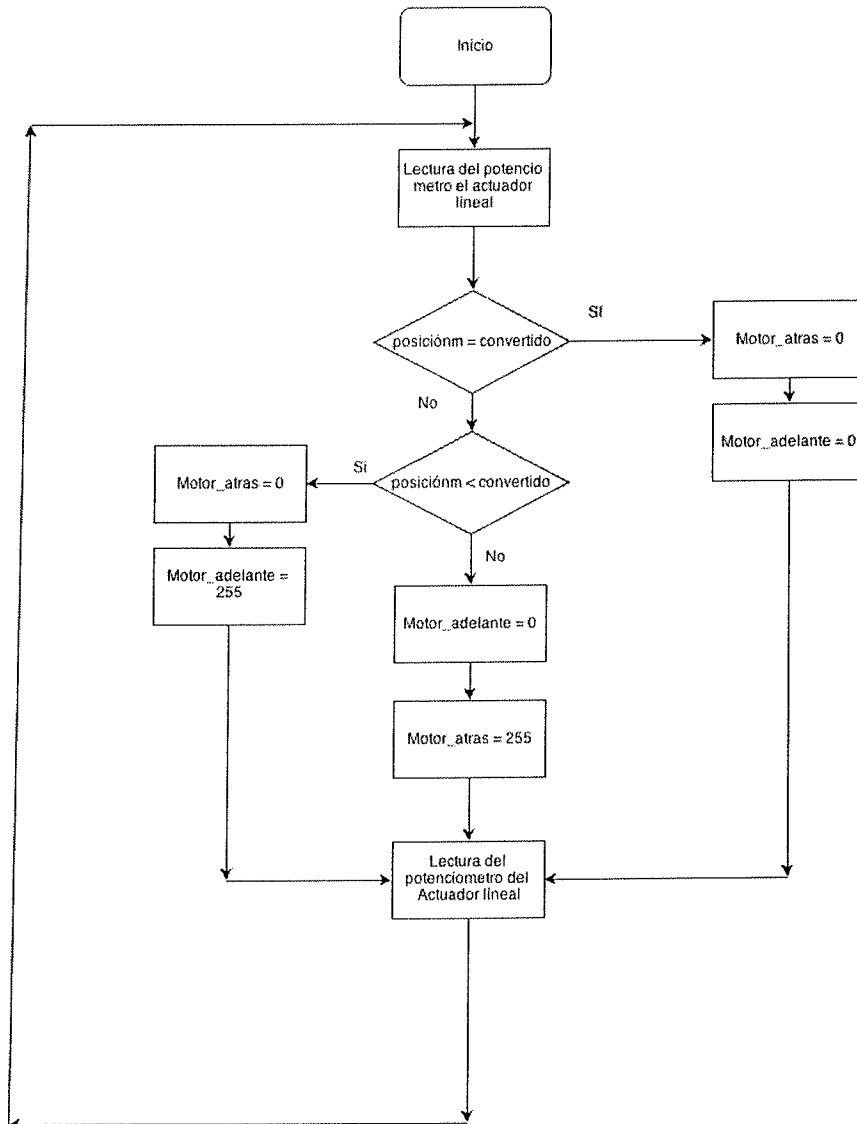 Inicio
Lectura del potencio
metro el actuador
lineal
posiciónm = convertido
Sí
Motor_atras = 0
Motor_adelante = 0
No
posiciónm < convertido
Si
Motor_atras = 0
Motor_adelante =
255
No
Motor_adelante = 0
Motor_atras = 255
Lectura del
potenciometro del
Actuador lineal